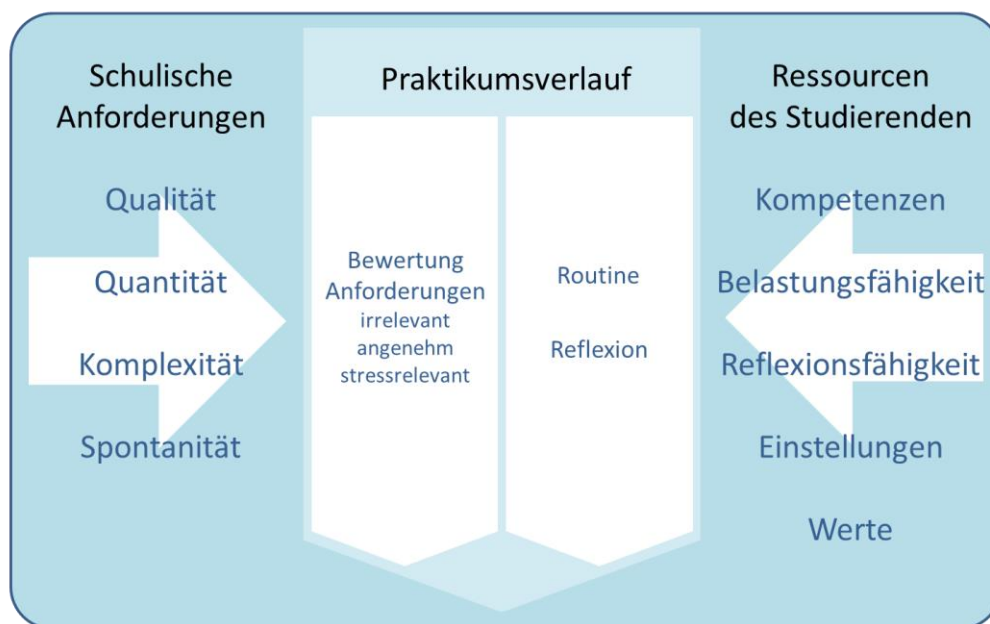 Schulische
Anforderungen
Qualität
Quantität
Komplexität
Spontanität
Praktikumsverlauf
Bewertung
Anforderungen
irrelevant
angenehm
stressrelevant
Routine
Reflexion
Ressourcen
des Studierenden
Kompetenzen
Belastungsfähigkeit
Reflexionsfähigkeit
Einstellungen
Werte